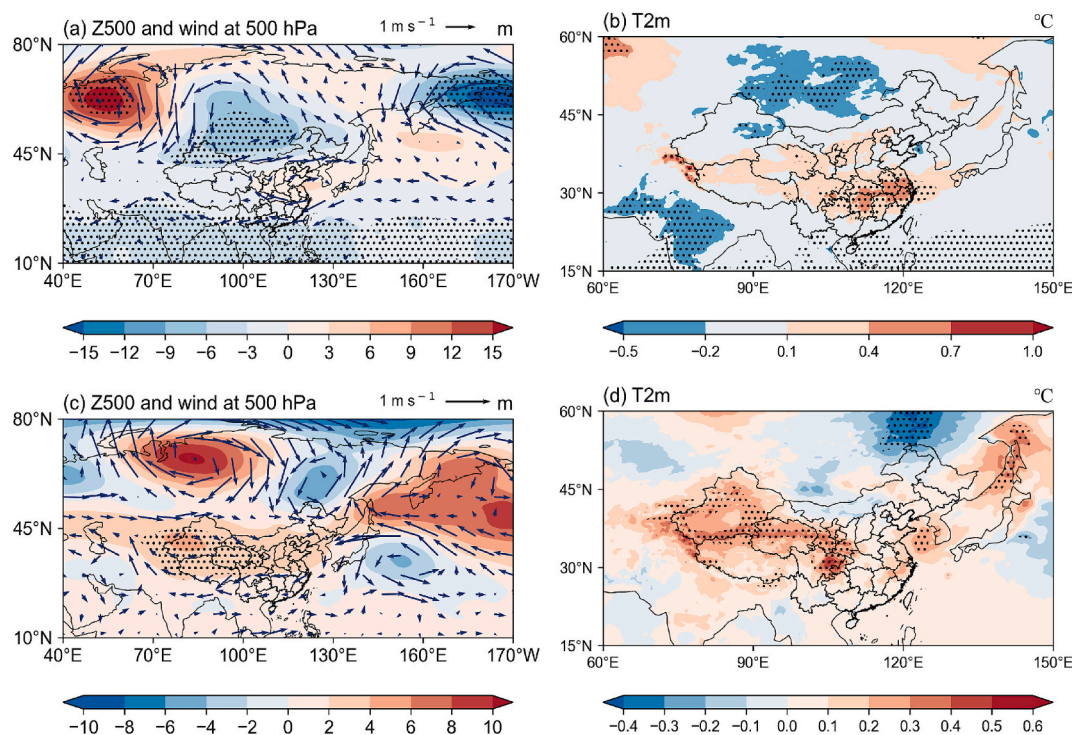 (a) Z500 and wind at 500 hPa 1 m s⁻¹ m
80°N
45°N
10°N
40°E 70°E 100°E 130°E 160°E 170°W
−15 −12 −9 −6 −3 0 3 6 9 12 15
(b) T2m °C
60°N
45°N
30°N
15°N
60°E 90°E 120°E 150°E
−0.5 −0.2 0.1 0.4 0.7 1.0
(c) Z500 and wind at 500 hPa 1 m s⁻¹ m
80°N
45°N
10°N
40°E 70°E 100°E 130°E 160°E 170°W
−10 −8 −6 −4 −2 0 2 4 6 8 10
(d) T2m °C
60°N
45°N
30°N
15°N
60°E 90°E 120°E 150°E
−0.4 −0.3 −0.2 −0.1 0.0 0.1 0.2 0.3 0.4 0.5 0.6